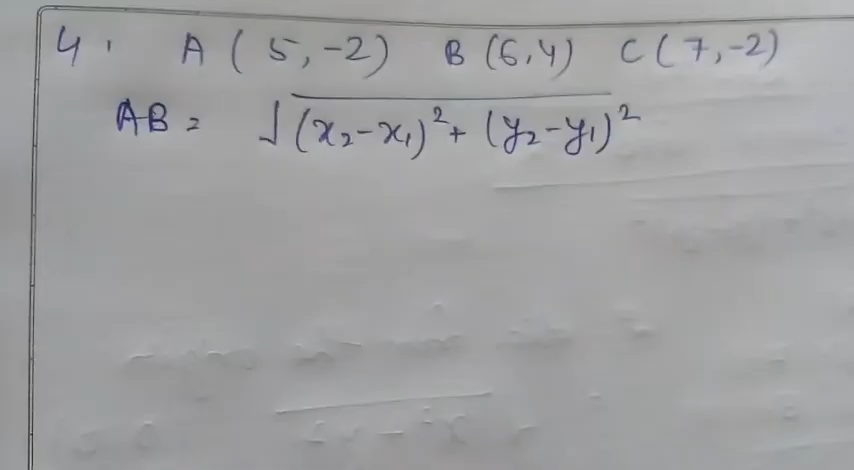 4. A (5,-2) B (6,4) C (7,-2)
AB = √(x₂-x₁)² + (y₂-y₁)²